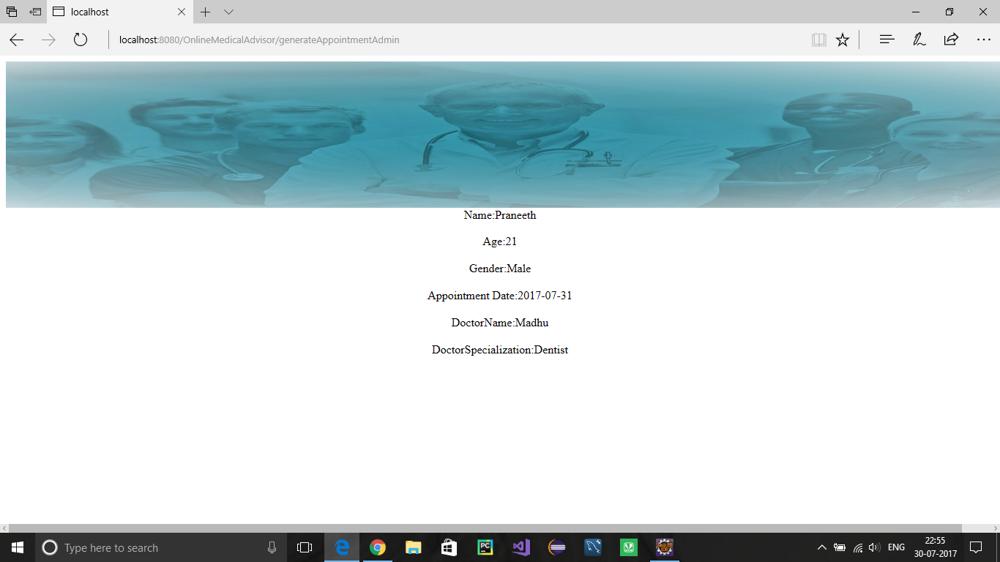 localhost
localhost:8080/OnlineMedicalAdvisor/generateAppointmentAdmin
Name:Praneeth
Age:21
Gender:Male
Appointment Date:2017-07-31
DoctorName:Madhu
DoctorSpecialization:Dentist
Type here to search
PC
ENG
22:55
30-07-2017